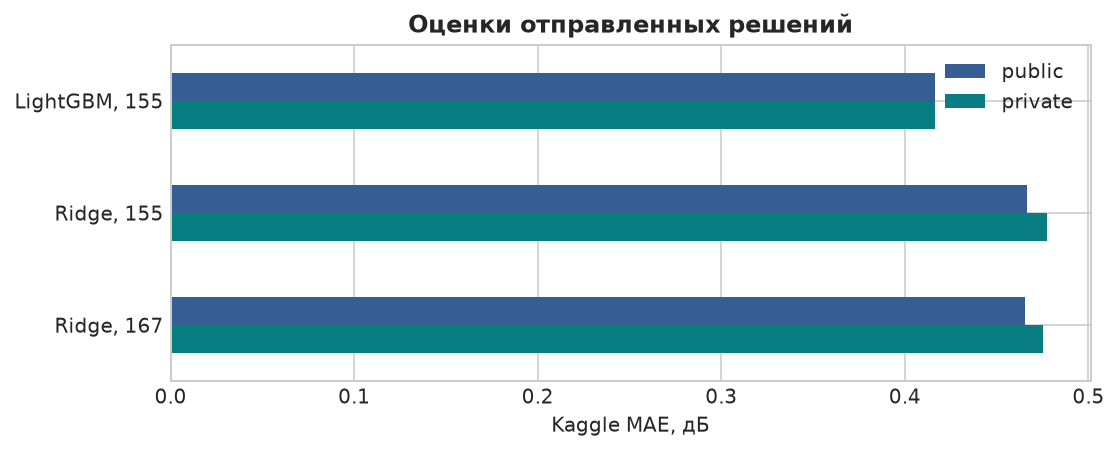 Оценки отправленных решений
public
private
LightGBM, 155
Ridge, 155
Ridge, 167
0.0 0.1 0.2 0.3 0.4 0.5
Kaggle MAE, дБ